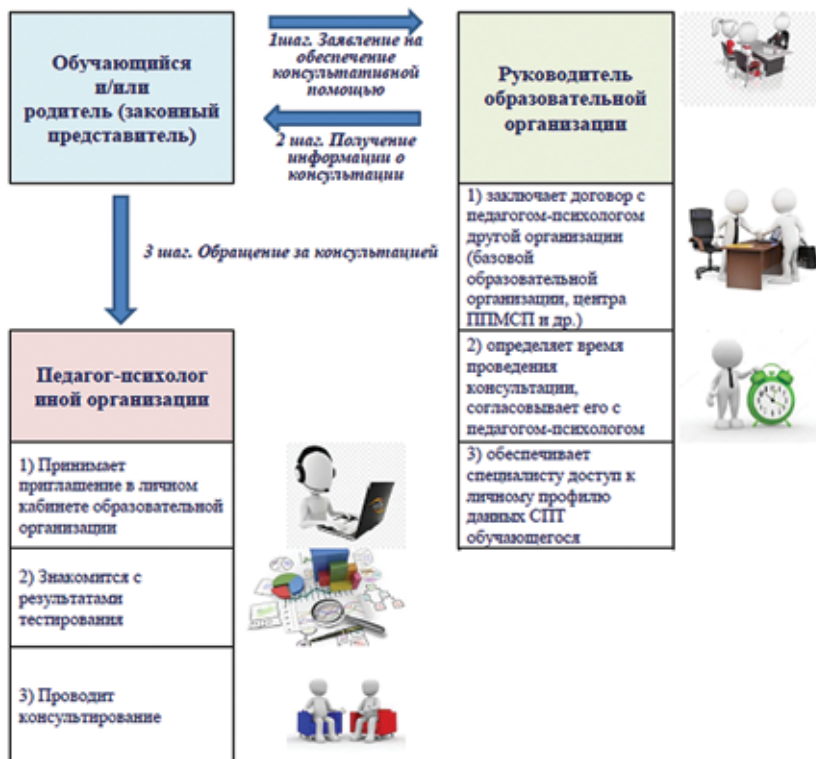 Обучающийся
и/или
родитель (законный
представитель)
1шаг. Заявление на
обеспечение
консультативной
помощью
2 шаг. Получение
информации о
консультации
Руководитель
образовательной
организации
1) заключает договор с
педагогом-психологом
другой организации
(базовой
образовательной
организации, центра
ППМСП и др.)
2) определяет время
проведения
консультации,
согласовывает его с
педагогом-психологом
3) обеспечивает
специалисту доступ к
личному профилю
данных СПТ
обучающегося
3 шаг. Обращение за консультацией
Педагог-психолог
иной организации
1) Принимает
приглашение в личном
кабинете образовательной
организации
2) Знакомится с
результатами
тестирования
3) Проводит
консультирование